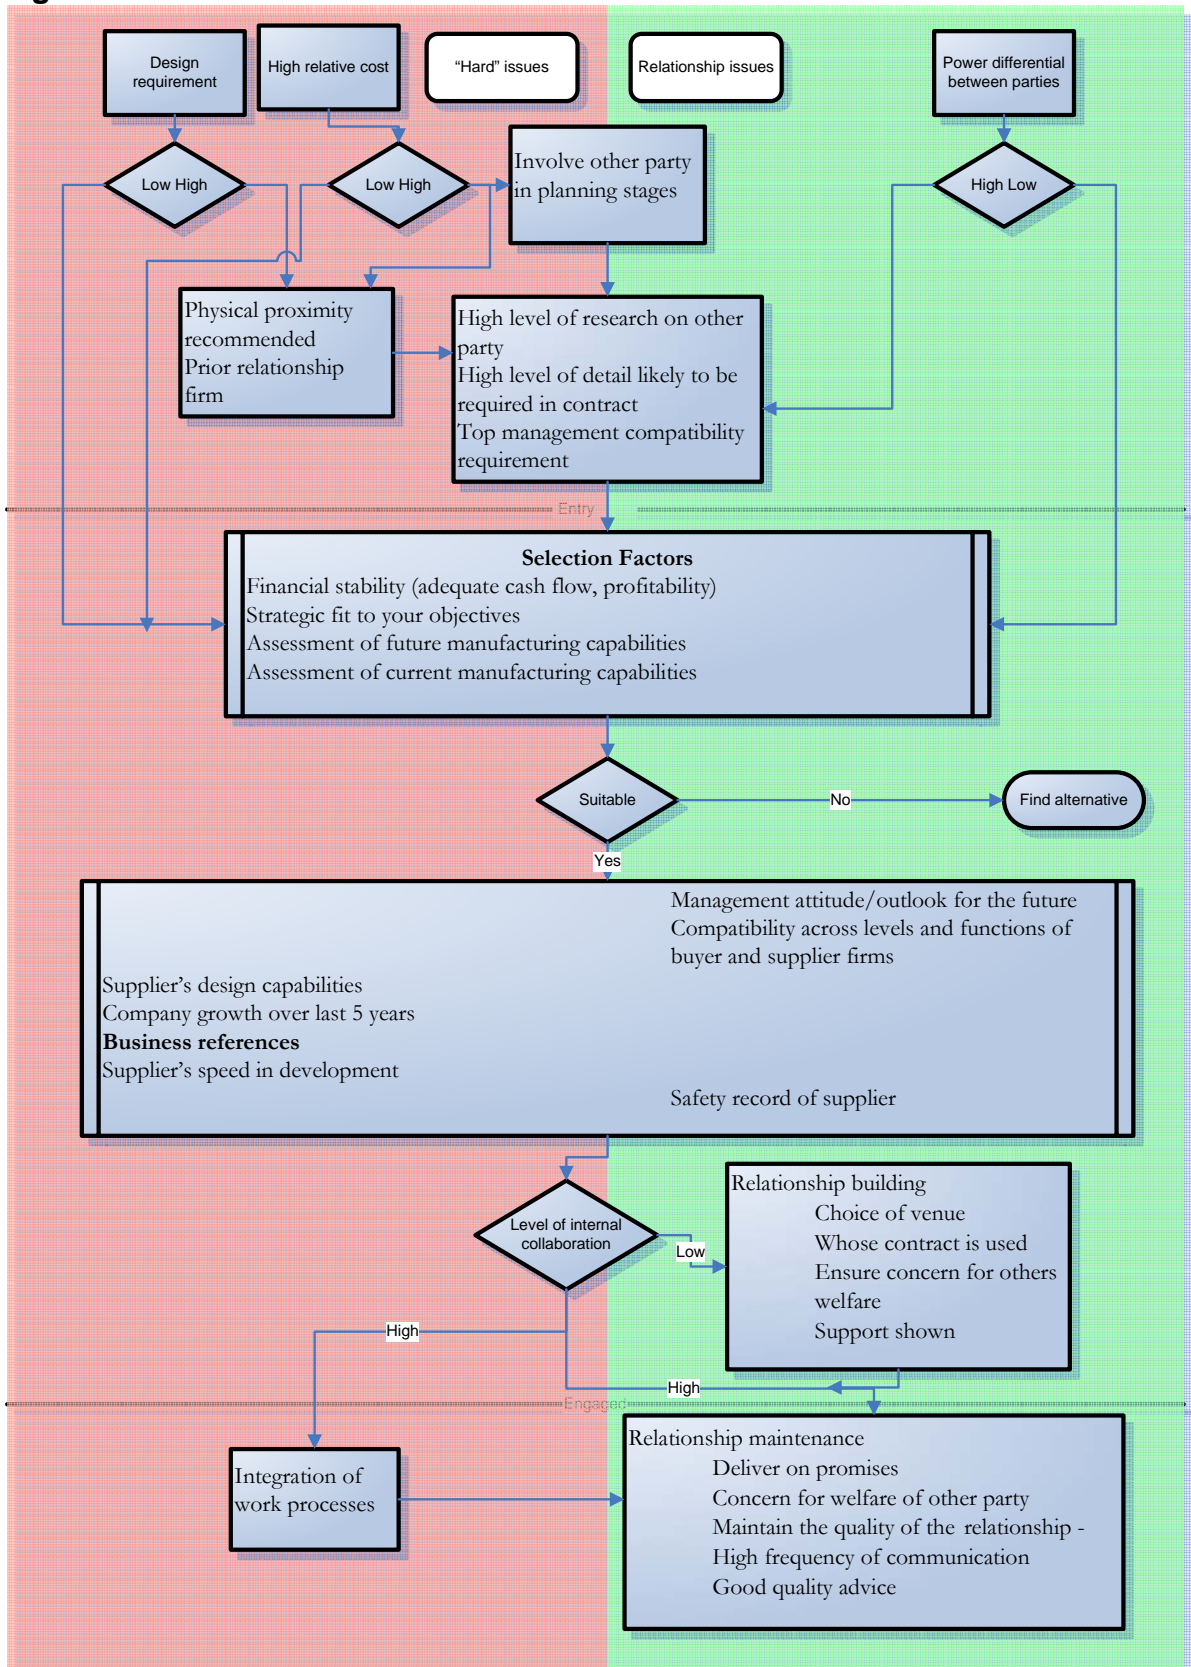 Design
requirement
High relative cost
“Hard” issues
Relationship issues
Power differential
between parties
Low High
Low High
Involve other party
in planning stages
High Low
Physical proximity
recommended
Prior relationship
firm
High level of research on other
party
High level of detail likely to be
required in contract
Top management compatibility
requirement
Entry
Selection Factors
Financial stability (adequate cash flow, profitability)
Strategic fit to your objectives
Assessment of future manufacturing capabilities
Assessment of current manufacturing capabilities
Suitable
No
Find alternative
Yes
Management attitude/outlook for the future
Compatibility across levels and functions of
buyer and supplier firms
Supplier’s design capabilities
Company growth over last 5 years
Business references
Supplier’s speed in development
Safety record of supplier
Level of internal
collaboration
Low
Relationship building
Choice of venue
Whose contract is used
Ensure concern for others
welfare
Support shown
High
High
Engaged
Integration of
work processes
Relationship maintenance
Deliver on promises
Concern for welfare of other party
Maintain the quality of the relationship -
High frequency of communication
Good quality advice